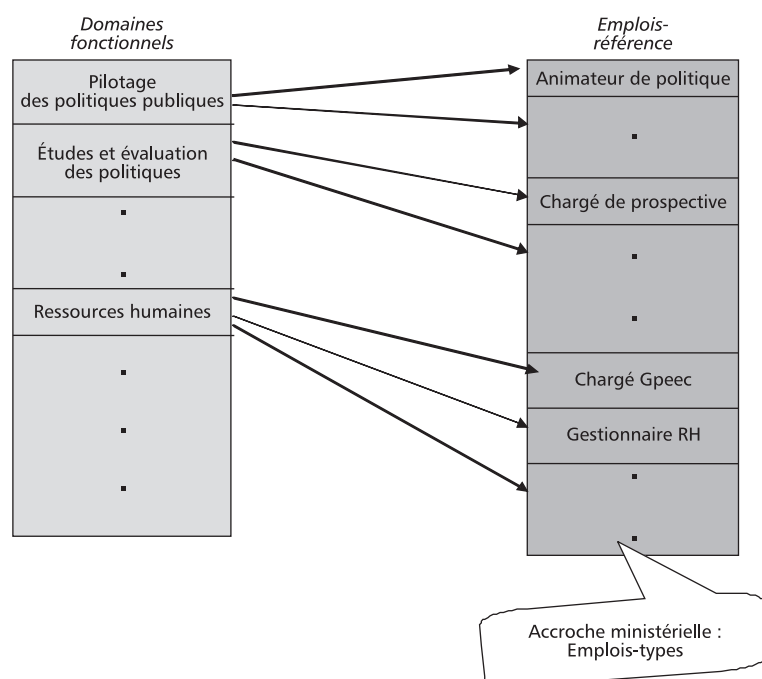 Domaines
fonctionnels
Pilotage
des politiques publiques
Études et évaluation
des politiques
Ressources humaines
Emplois-
référence
Animateur de politique
Chargé de prospective
Chargé Gpeec
Gestionnaire RH
Accroche ministérielle :
Emplois-types